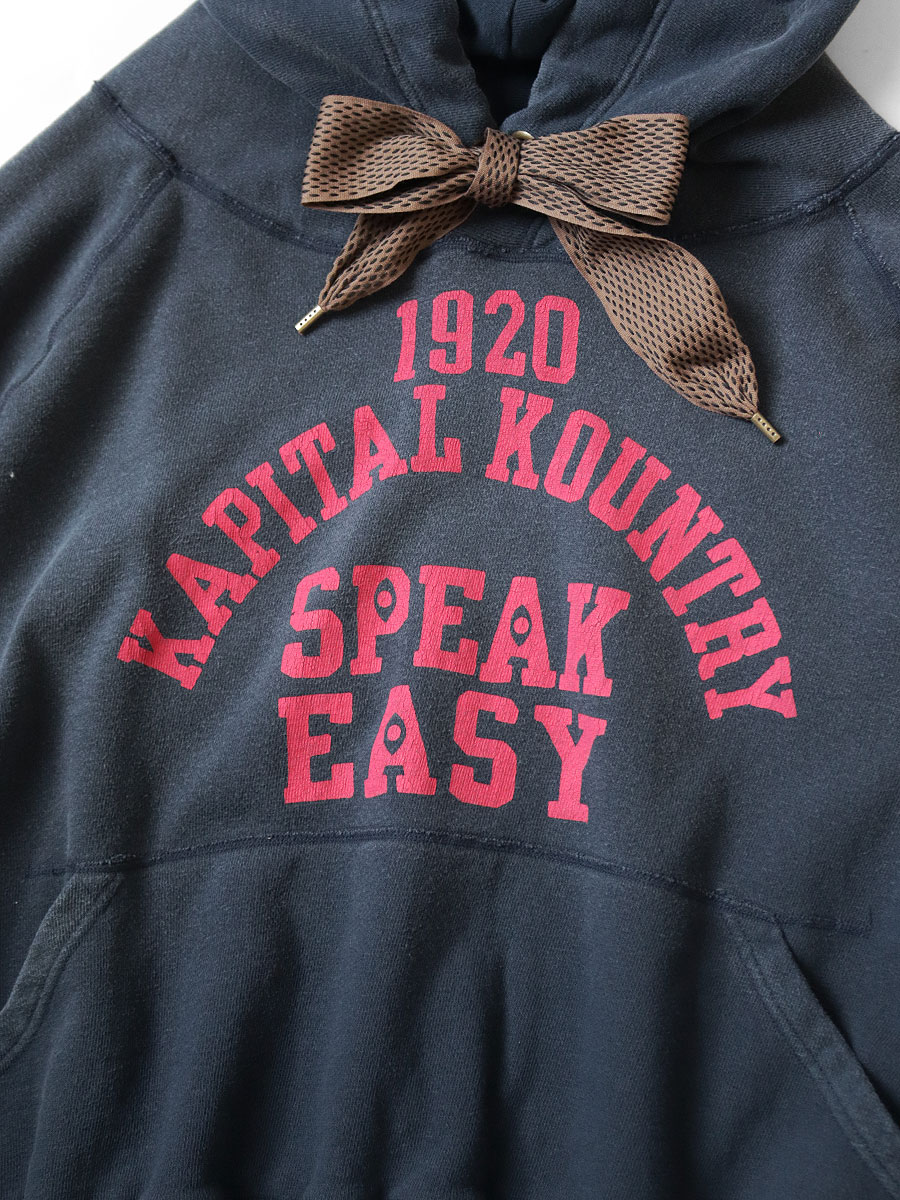 1920
KAPITAL KOUNTRY
SPEAK
EASY